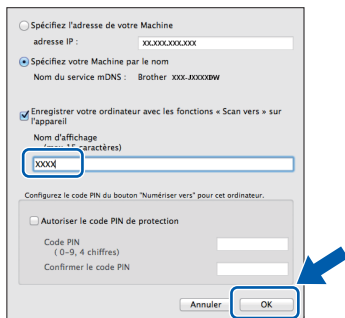 Spécifiez l'adresse de votre Machine
adresse IP : XX.XXX.XXX.XXX
Spécifiez votre Machine par le nom
Nom du service mDNS : Brother XXX-JXXXXDW
Enregistrer votre ordinateur avec les fonctions « Scan vers » sur
l'appareil
Nom d'affichage
(max 15 caractères)
XXXX
Configurez le code PIN du bouton "Numériser vers" pour cet ordinateur.
Autoriser le code PIN de protection
Code PIN
( 0–9, 4 chiffres)
Confirmer le code PIN
Annuler OK